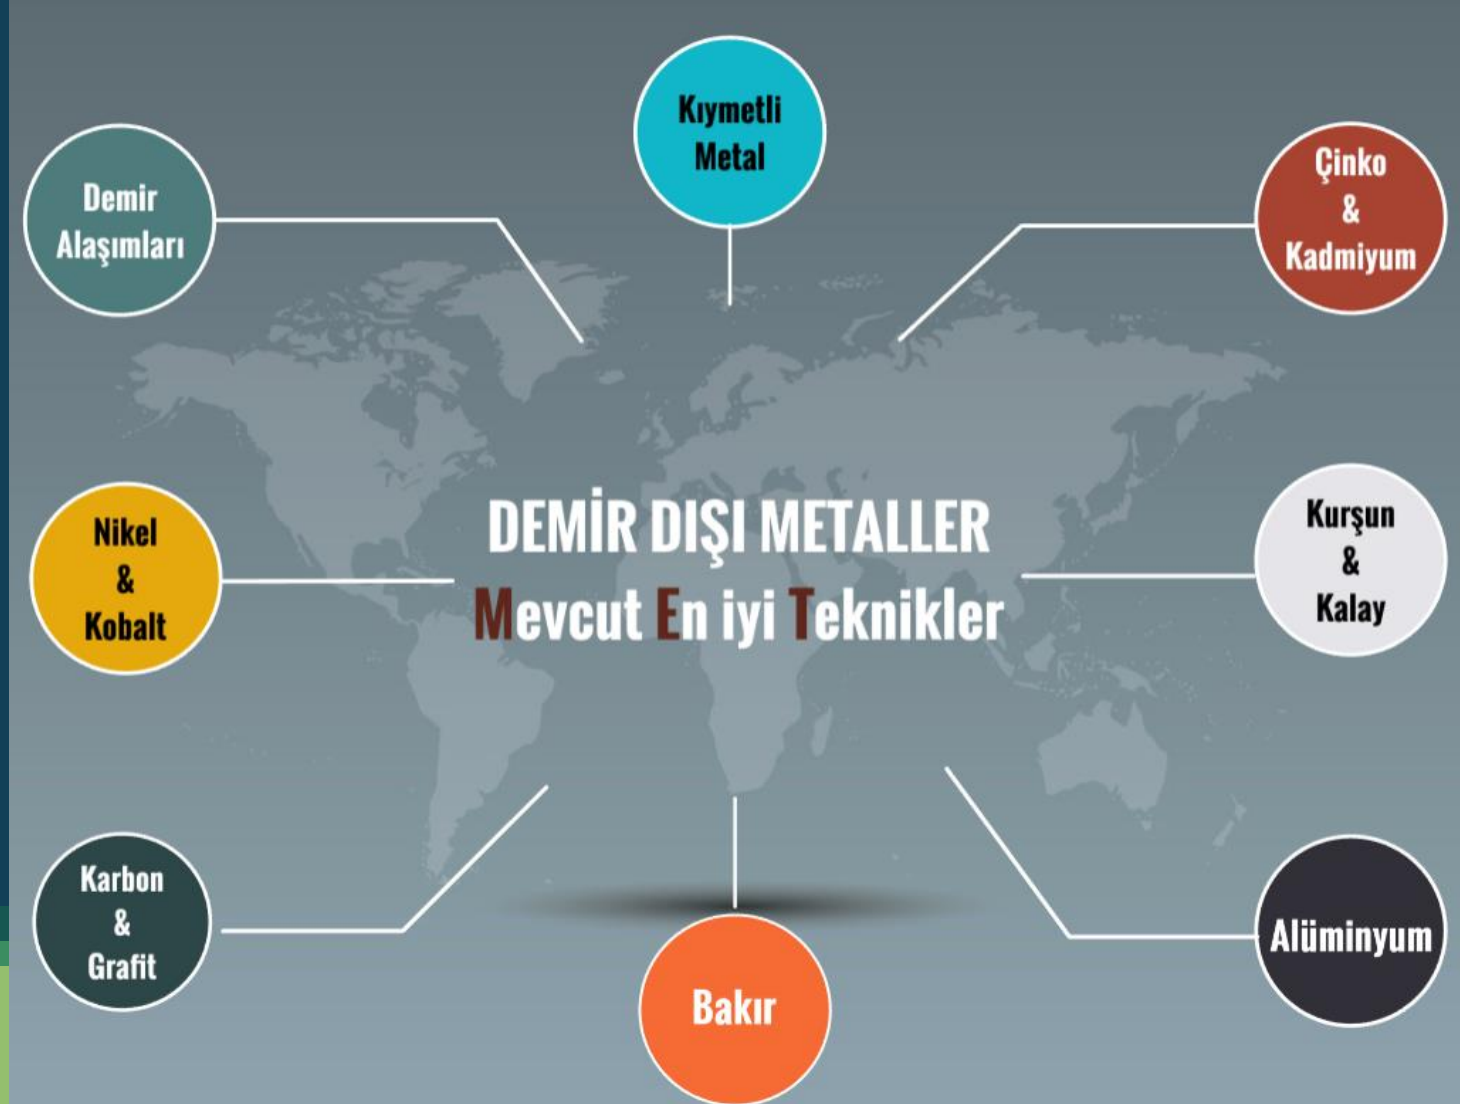 Kıymetli
Metal
Demir
Alaşımları
Çinko
&
Kadmiyum
Nikel
&
Kobalt
DEMİR DIŞI METALLER
Mevcut En iyi Teknikler
Kurşun
&
Kalay
Karbon
&
Grafit
Bakır
Alüminyum